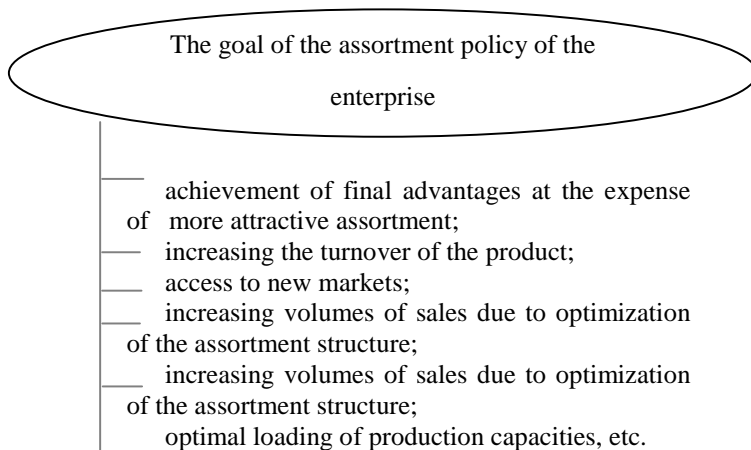 The goal of the assortment policy of the
enterprise
achievement of final advantages at the expense
of more attractive assortment;
increasing the turnover of the product;
access to new markets;
increasing volumes of sales due to optimization
of the assortment structure;
increasing volumes of sales due to optimization
of the assortment structure;
optimal loading of production capacities, etc.